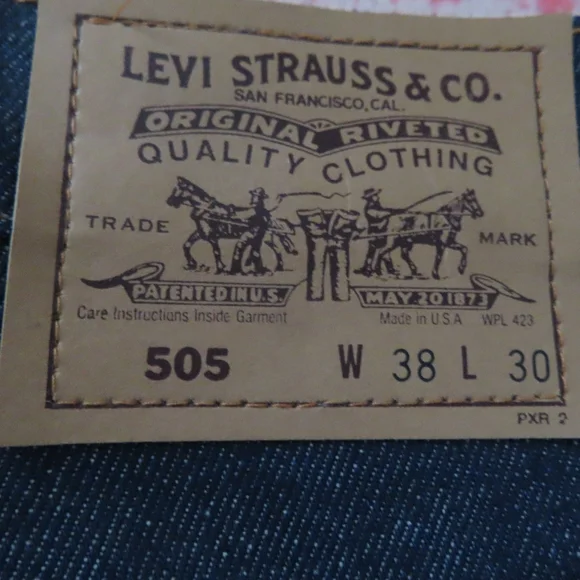 LEVI STRAUSS & CO.
SAN FRANCISCO, CAL.
ORIGINAL RIVETED
QUALITY CLOTHING
TRADE MARK
PATENTED IN U.S. MAY 20 1873
Care Instructions Inside Garment Made in U.S.A WPL 423
505 W 38 L 30
PXR 2